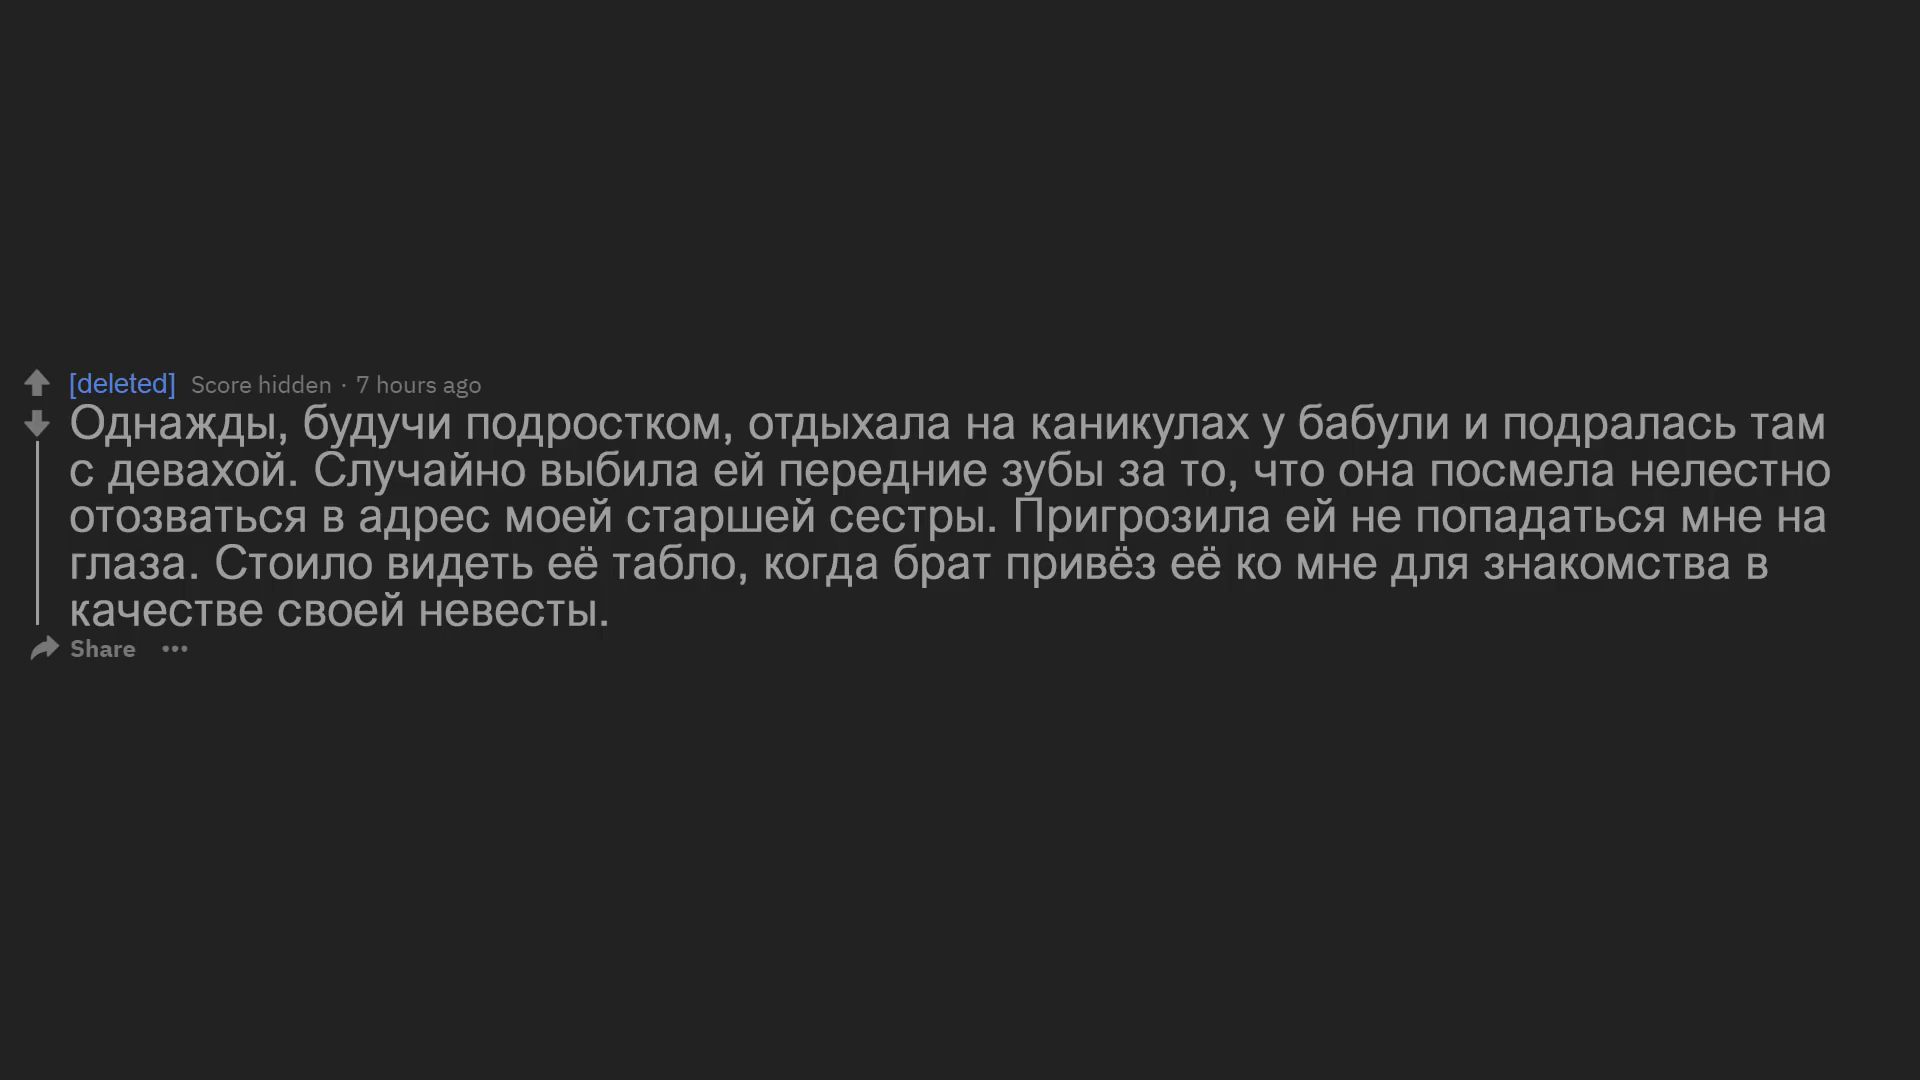 [deleted] Score hidden · 7 hours ago
Однажды, будучи подростком, отдыхала на каникулах у бабули и подралась там
с девахой. Случайно выбила ей передние зубы за то, что она посмела нелестно
отозваться в адрес моей старшей сестры. Пригрозила ей не попадаться мне на
глаза. Стоило видеть её табло, когда брат привёз её ко мне для знакомства в
качестве своей невесты.
Share •••